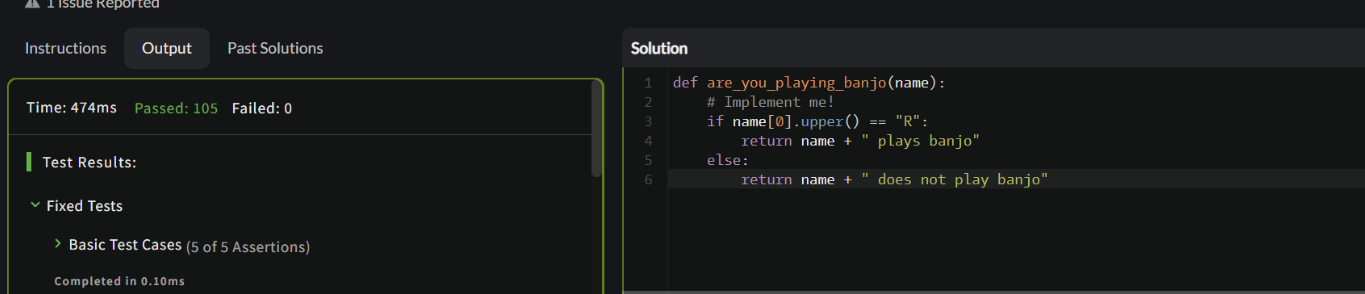 1 Issue Reported
Instructions
Output
Past Solutions
Time: 474ms Passed: 105 Failed: 0
Test Results:
Fixed Tests
Basic Test Cases (5 of 5 Assertions)
Completed in 0.10ms
Solution
1 def are_you_playing_banjo(name):
2     # Implement me!
3     if name[0].upper() == "R":
4         return name + " plays banjo"
5     else:
6         return name + " does not play banjo"